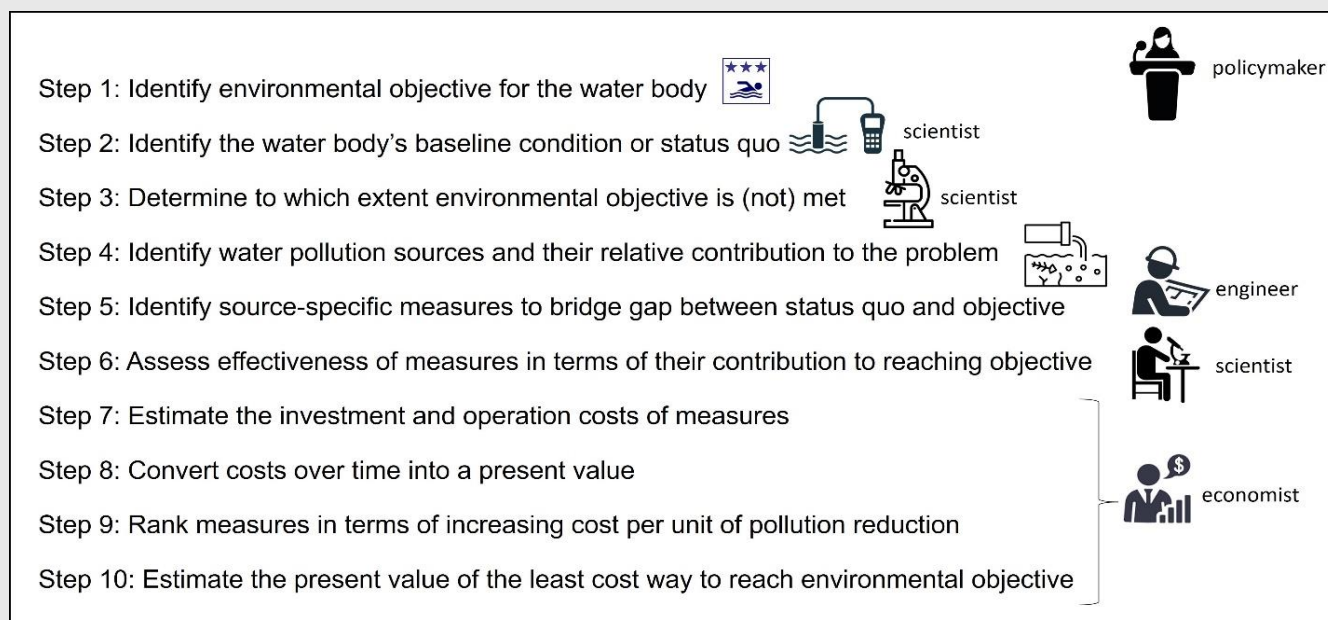 policymaker
Step 1: Identify environmental objective for the water body
Step 2: Identify the water body’s baseline condition or status quo
scientist
Step 3: Determine to which extent environmental objective is (not) met
scientist
Step 4: Identify water pollution sources and their relative contribution to the problem
Step 5: Identify source-specific measures to bridge gap between status quo and objective
engineer
Step 6: Assess effectiveness of measures in terms of their contribution to reaching objective
scientist
Step 7: Estimate the investment and operation costs of measures
Step 8: Convert costs over time into a present value
$
economist
Step 9: Rank measures in terms of increasing cost per unit of pollution reduction
Step 10: Estimate the present value of the least cost way to reach environmental objective